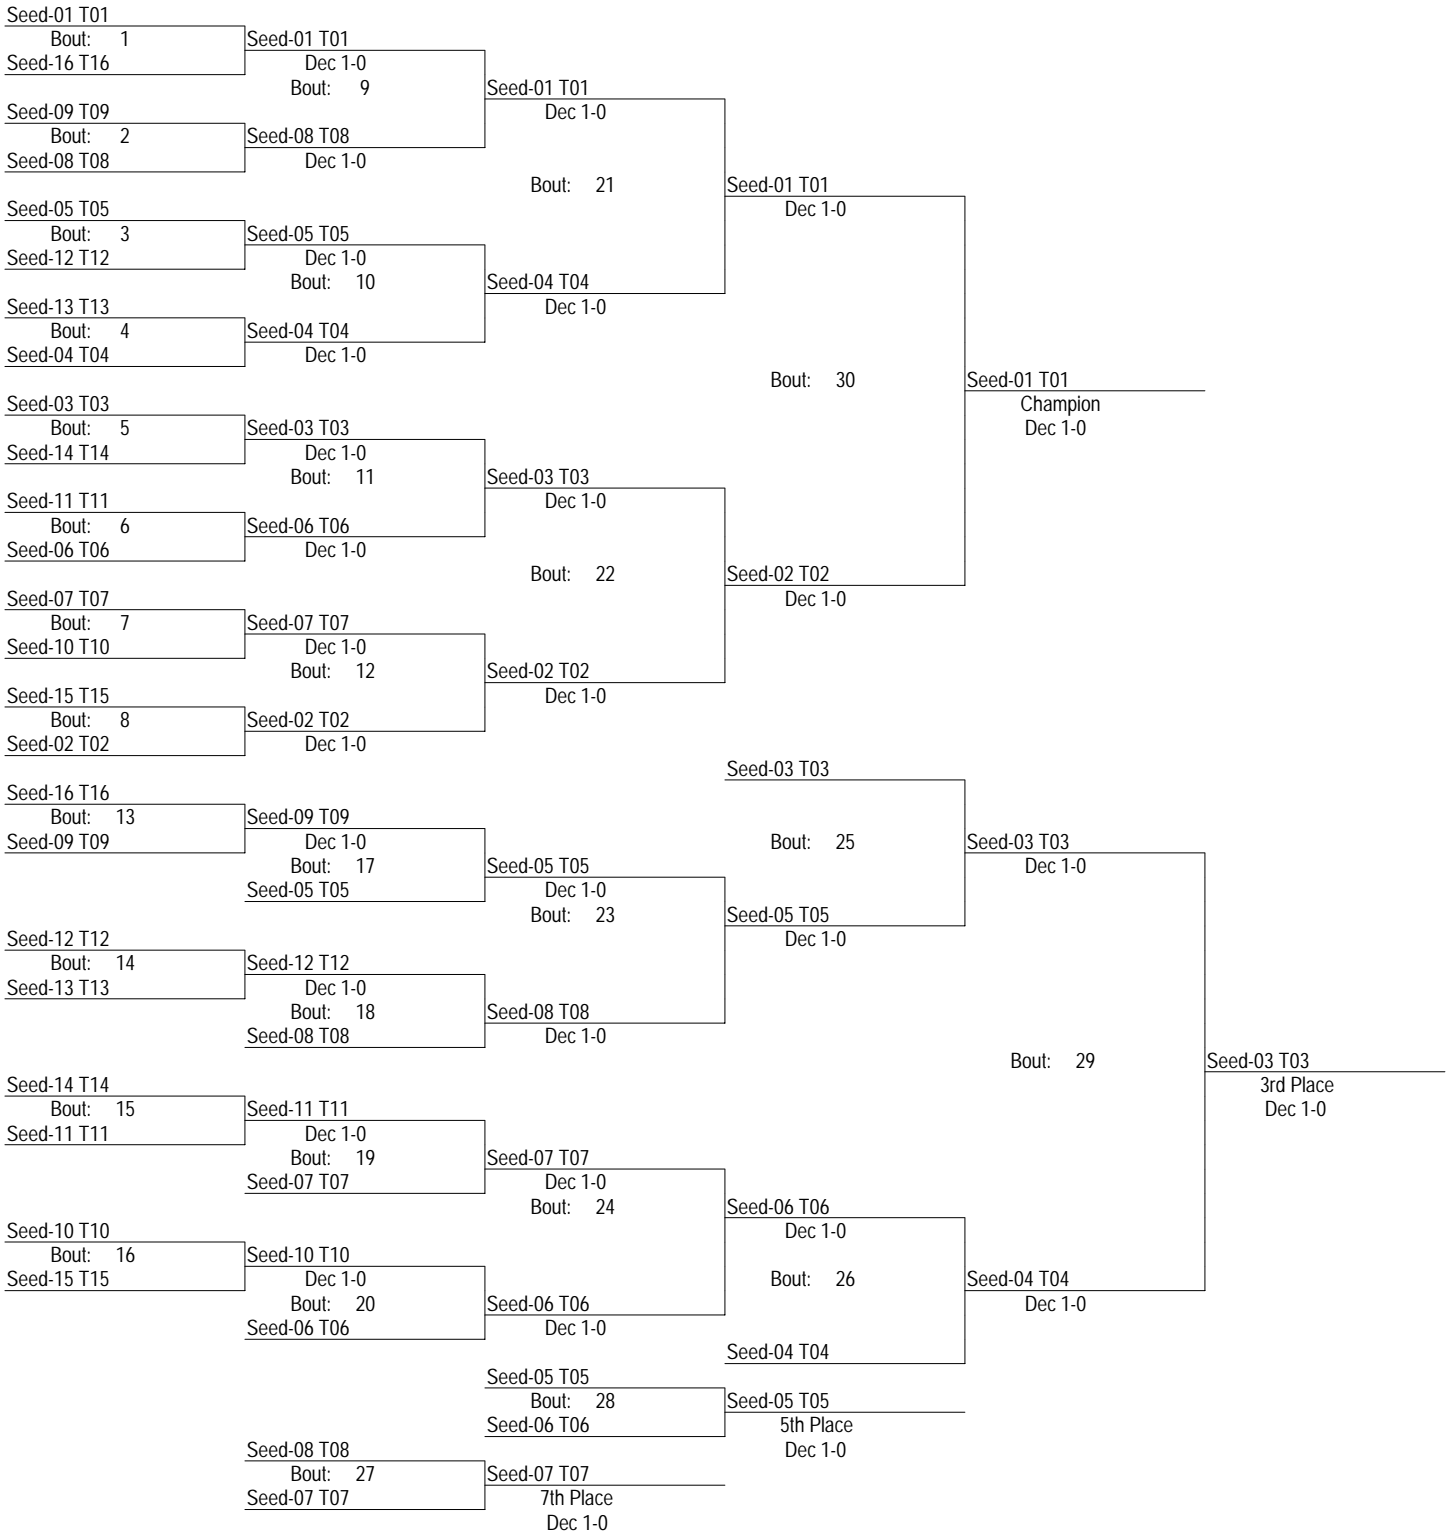 Seed-01 T01
Bout: 1
Seed-16 T16
Seed-01 T01
Dec 1-0
Bout: 9
Seed-01 T01
Dec 1-0
Seed-09 T09
Bout: 2
Seed-08 T08
Seed-08 T08
Dec 1-0
Bout: 21
Seed-01 T01
Dec 1-0
Seed-05 T05
Bout: 3
Seed-12 T12
Seed-05 T05
Dec 1-0
Bout: 10
Seed-04 T04
Dec 1-0
Seed-13 T13
Bout: 4
Seed-04 T04
Seed-04 T04
Dec 1-0
Bout: 30
Seed-01 T01
Champion
Dec 1-0
Seed-03 T03
Bout: 5
Seed-14 T14
Seed-03 T03
Dec 1-0
Bout: 11
Seed-03 T03
Dec 1-0
Seed-11 T11
Bout: 6
Seed-06 T06
Seed-06 T06
Dec 1-0
Bout: 22
Seed-02 T02
Dec 1-0
Seed-07 T07
Bout: 7
Seed-10 T10
Seed-07 T07
Dec 1-0
Bout: 12
Seed-02 T02
Dec 1-0
Seed-15 T15
Bout: 8
Seed-02 T02
Seed-02 T02
Dec 1-0
Seed-03 T03
Seed-16 T16
Bout: 13
Seed-09 T09
Seed-09 T09
Dec 1-0
Bout: 17
Seed-05 T05
Seed-05 T05
Dec 1-0
Bout: 23
Bout: 25
Seed-03 T03
Dec 1-0
Seed-05 T05
Dec 1-0
Seed-12 T12
Bout: 14
Seed-13 T13
Seed-12 T12
Dec 1-0
Bout: 18
Seed-08 T08
Seed-08 T08
Dec 1-0
Bout: 29
Seed-03 T03
3rd Place
Dec 1-0
Seed-14 T14
Bout: 15
Seed-11 T11
Seed-11 T11
Dec 1-0
Bout: 19
Seed-07 T07
Seed-07 T07
Dec 1-0
Bout: 24
Seed-06 T06
Dec 1-0
Seed-10 T10
Bout: 16
Seed-15 T15
Seed-10 T10
Dec 1-0
Bout: 20
Seed-06 T06
Seed-06 T06
Dec 1-0
Bout: 26
Seed-04 T04
Dec 1-0
Seed-04 T04
Seed-05 T05
Bout: 28
Seed-06 T06
Seed-05 T05
5th Place
Dec 1-0
Seed-08 T08
Bout: 27
Seed-07 T07
Seed-07 T07
7th Place
Dec 1-0